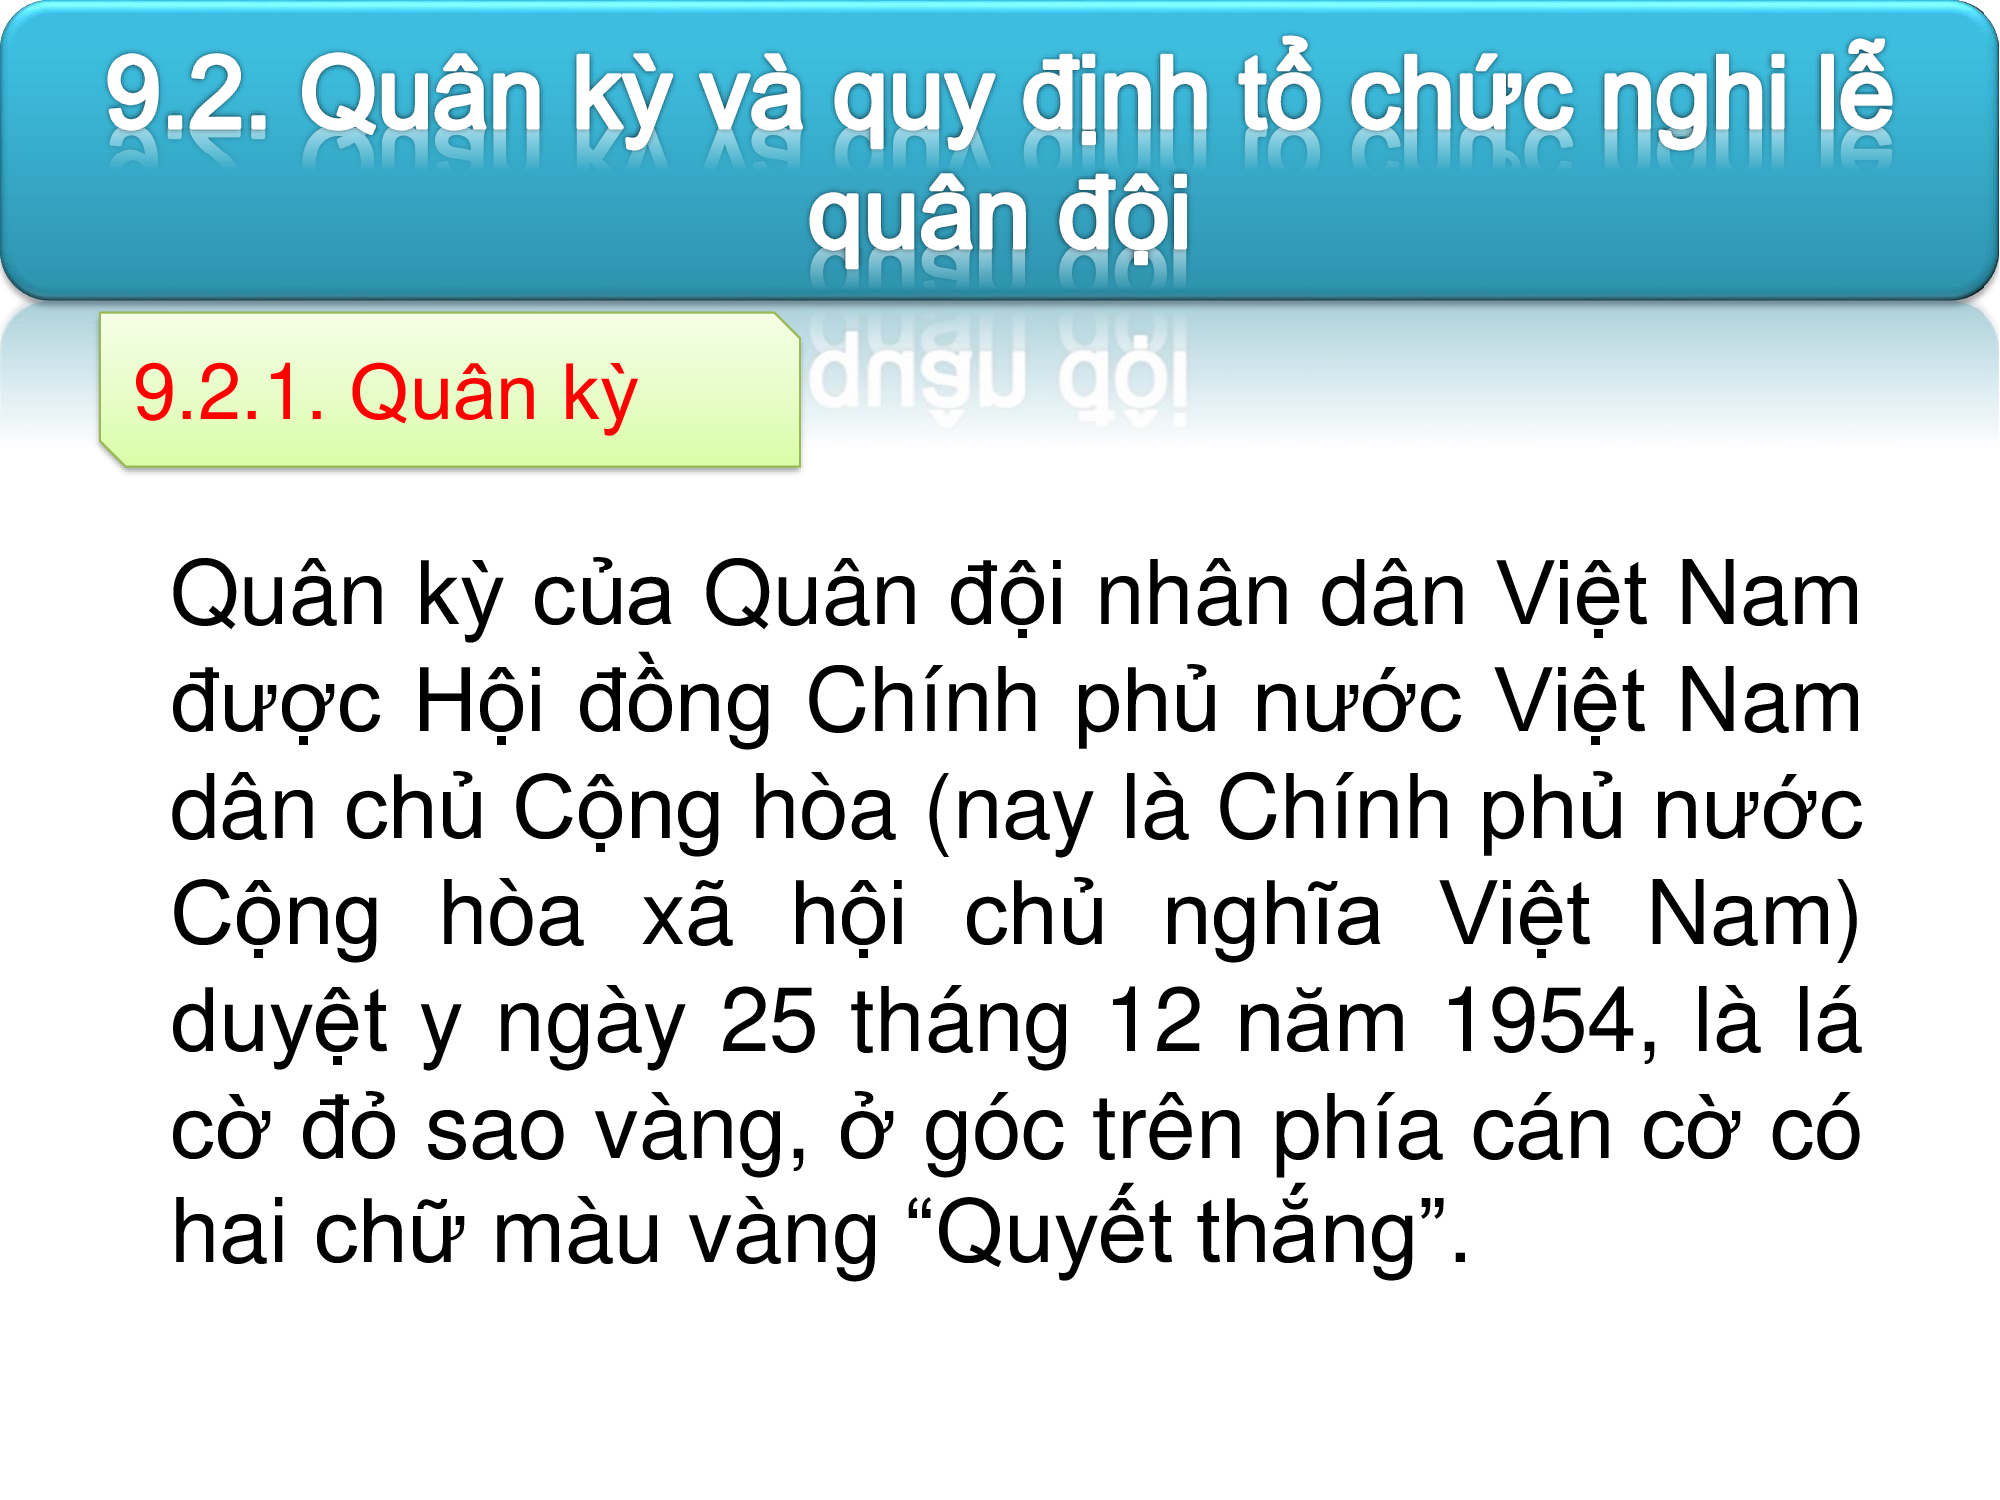 9.2. Quân kỳ và quy định tổ chức nghi lễ
quân đội
9.2.1. Quân kỳ
Quân kỳ của Quân đội nhân dân Việt Nam
được Hội đồng Chính phủ nước Việt Nam
dân chủ Cộng hòa (nay là Chính phủ nước
Cộng hòa xã hội chủ nghĩa Việt Nam)
duyệt y ngày 25 tháng 12 năm 1954, là lá
cờ đỏ sao vàng, ở góc trên phía cán cờ có
hai chữ màu vàng “Quyết thắng”.